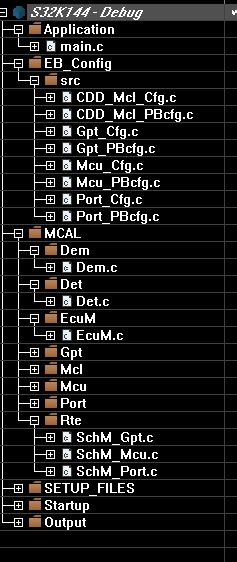 S32K144 - Debug
Application
main.c
EB_Config
src
CDD_Mcl_Cfg.c
CDD_Mcl_PBcfg.c
Gpt_Cfg.c
Gpt_PBcfg.c
Mcu_Cfg.c
Mcu_PBcfg.c
Port_Cfg.c
Port_PBcfg.c
MCAL
Dem
Dem.c
Det
Det.c
EcuM
EcuM.c
Gpt
Mcl
Mcu
Port
Rte
SchM_Gpt.c
SchM_Mcu.c
SchM_Port.c
SETUP_FILES
Startup
Output